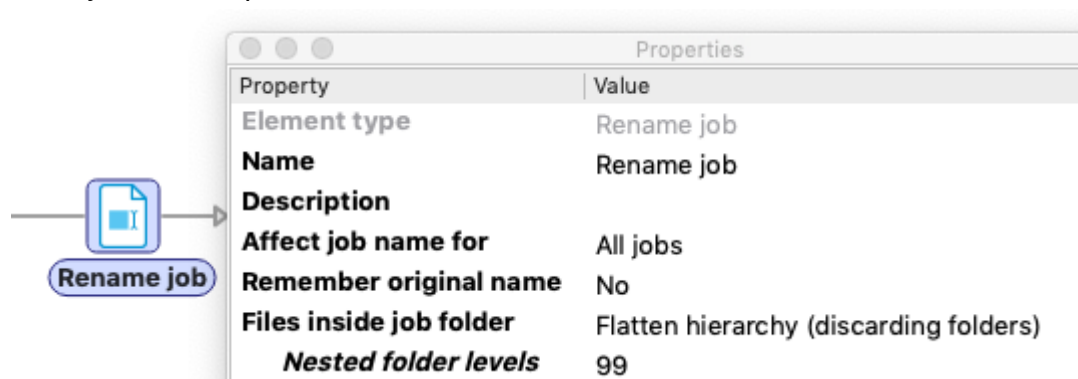 Properties
Property Value
Element type Rename job
Name Rename job
Description
Affect job name for All jobs
Rename job
Remember original name No
Files inside job folder Flatten hierarchy (discarding folders)
Nested folder levels 99